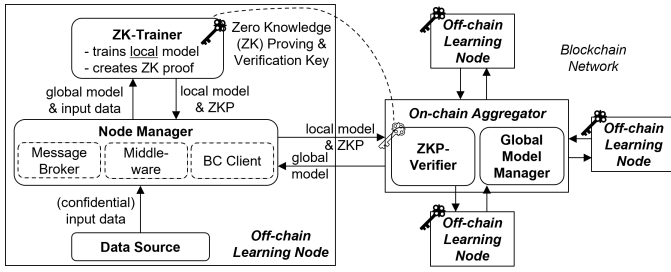 ZK-Trainer
- trains local model
- creates ZK proof
Zero Knowledge
(ZK) Proving &
Verification Key
global model
& input data
local model
& ZKP
Node Manager
Message
Broker
Middle-
ware
BC Client
(confidential)
input data
Data Source
Off-chain
Learning Node
local model
& ZKP
global
model
Off-chain
Learning
Node
Blockchain
Network
On-chain Aggregator
ZKP-
Verifier
Global
Model
Manager
Off-chain
Learning
Node
Off-chain
Learning
Node